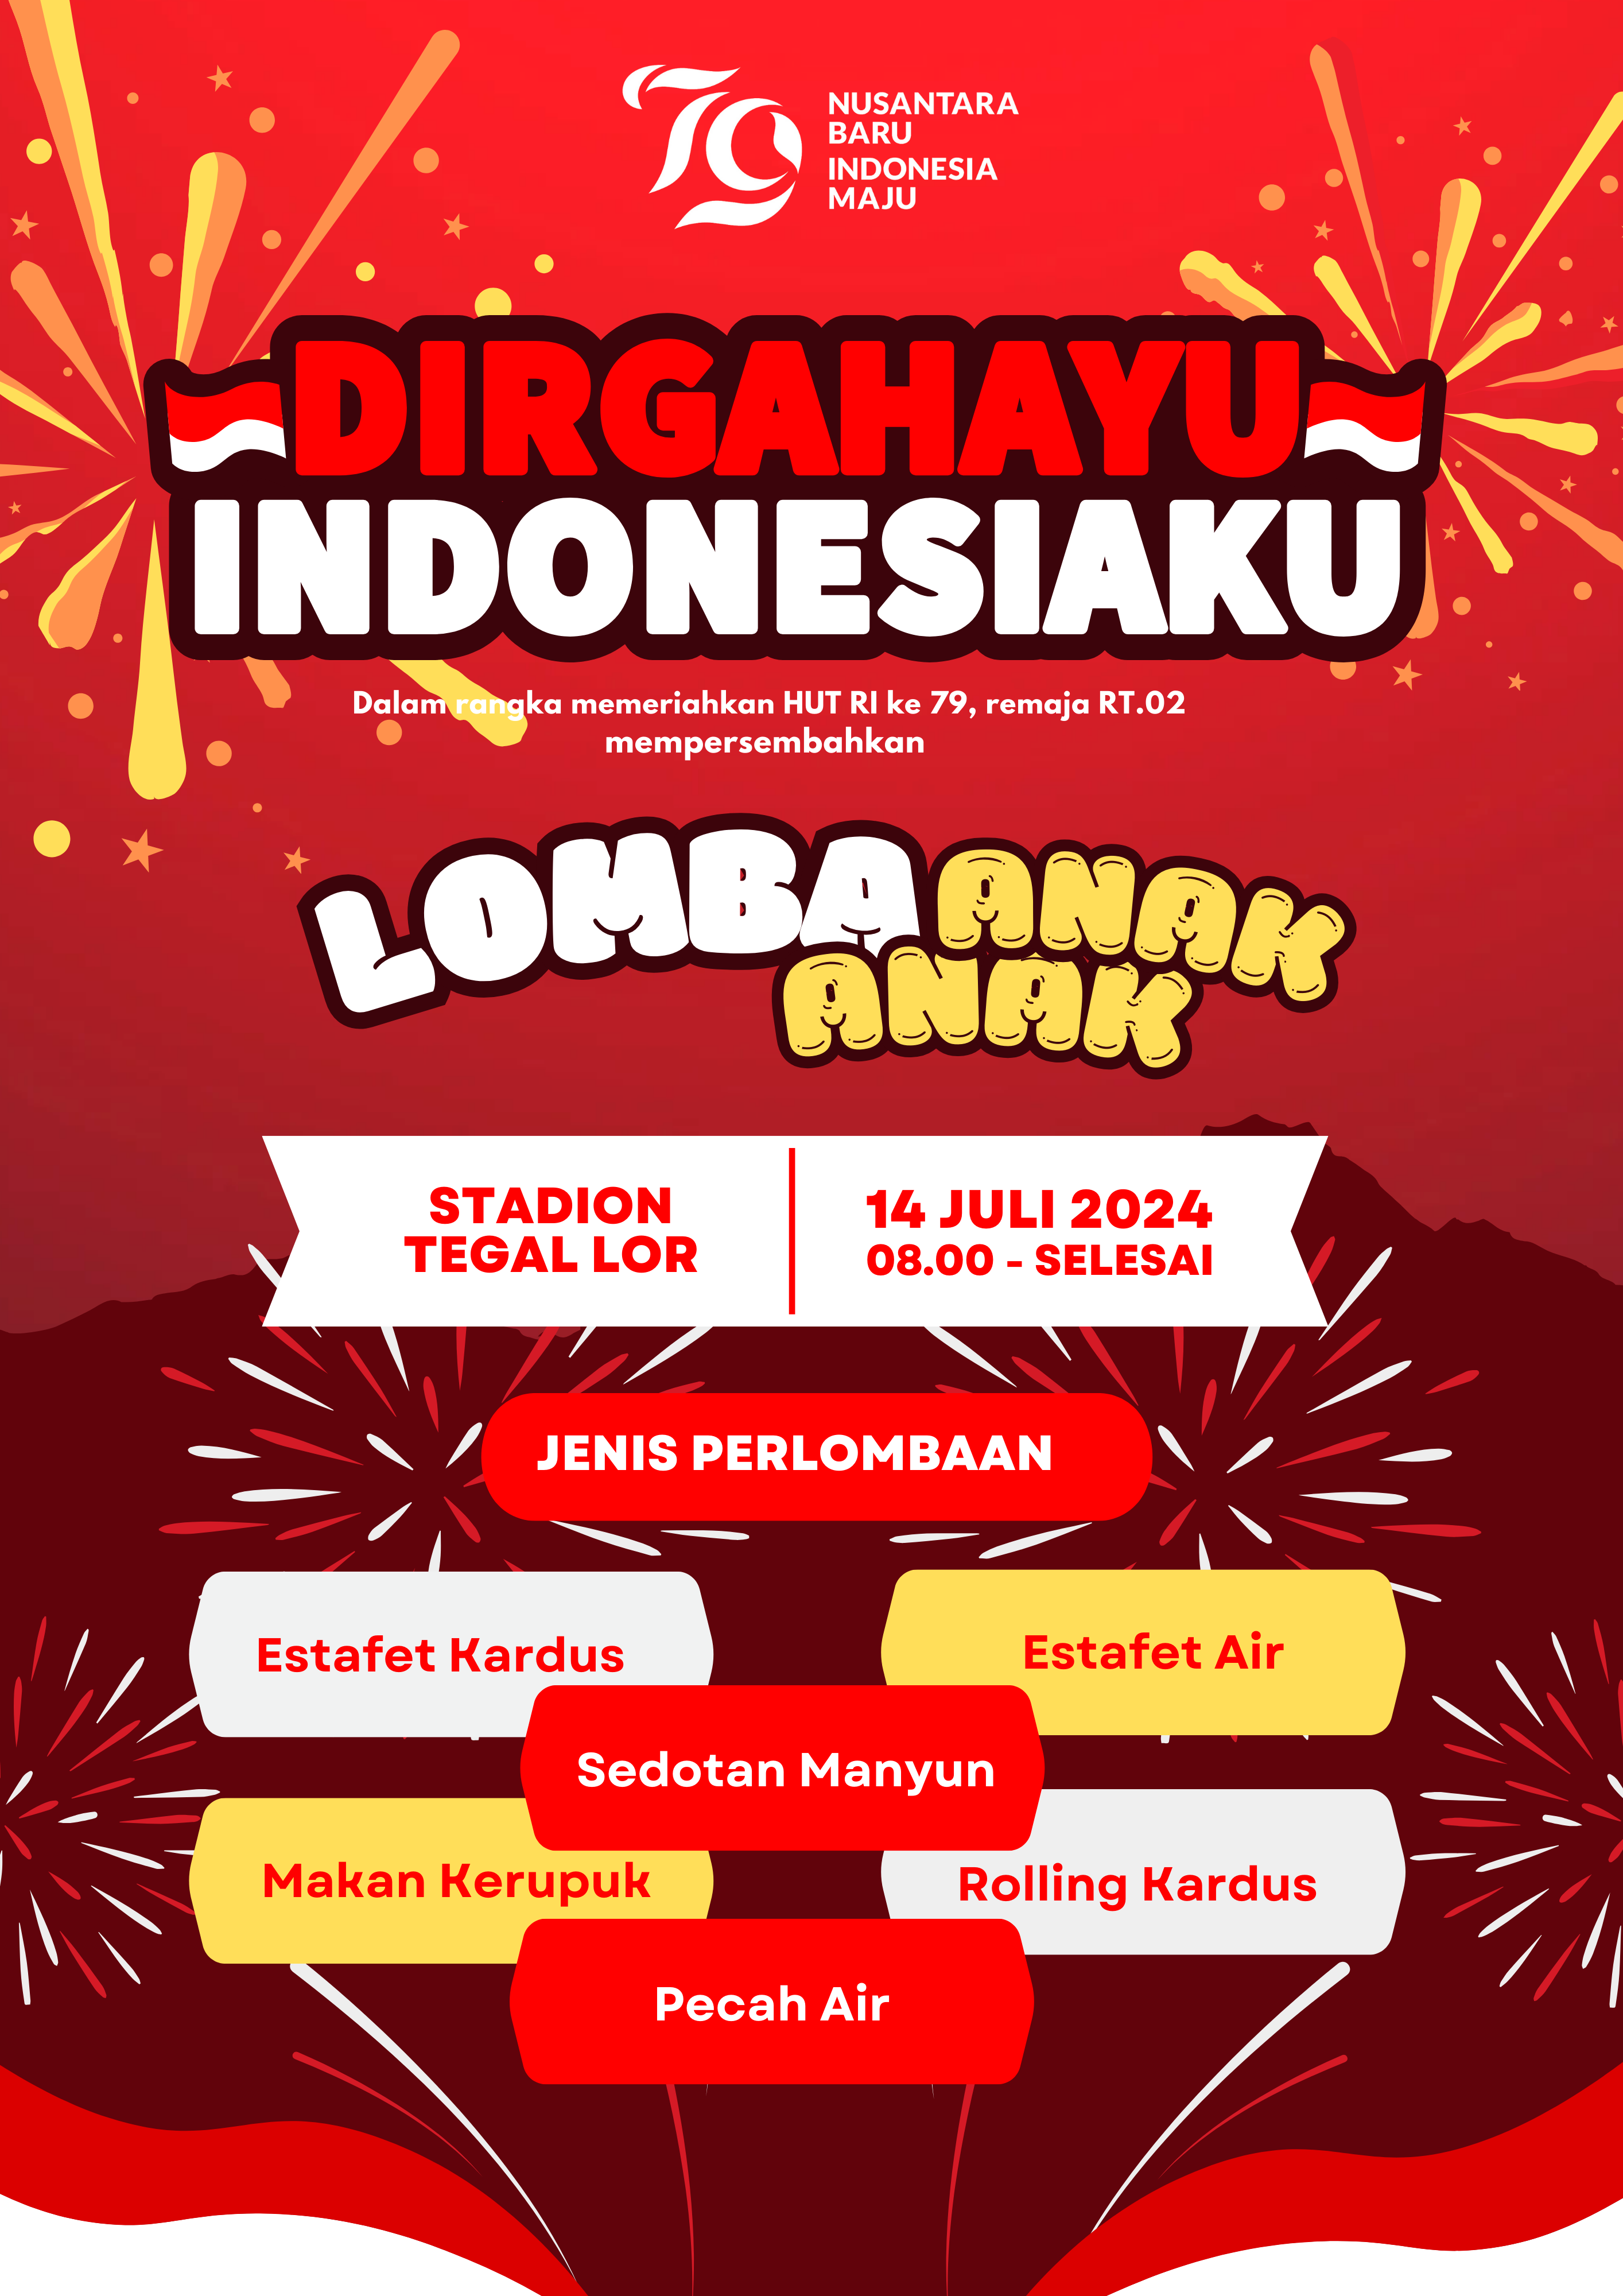 79
NUSANTARA
BARU
INDONESIA
MAJU
DIRGAHAYU
INDONESIAKU
Dalam rangka memeriahkan HUT RI ke 79, remaja RT.02
mempersembahkan
LOMBA ANAK
ANAK
STADION
TEGAL LOR
14 JULI 2024
08.00 - SELESAI
JENIS PERLOMBAAN
Estafet Kardus
Estafet Air
Sedotan Manyun
Makan Kerupuk
Rolling Kardus
Pecah Air